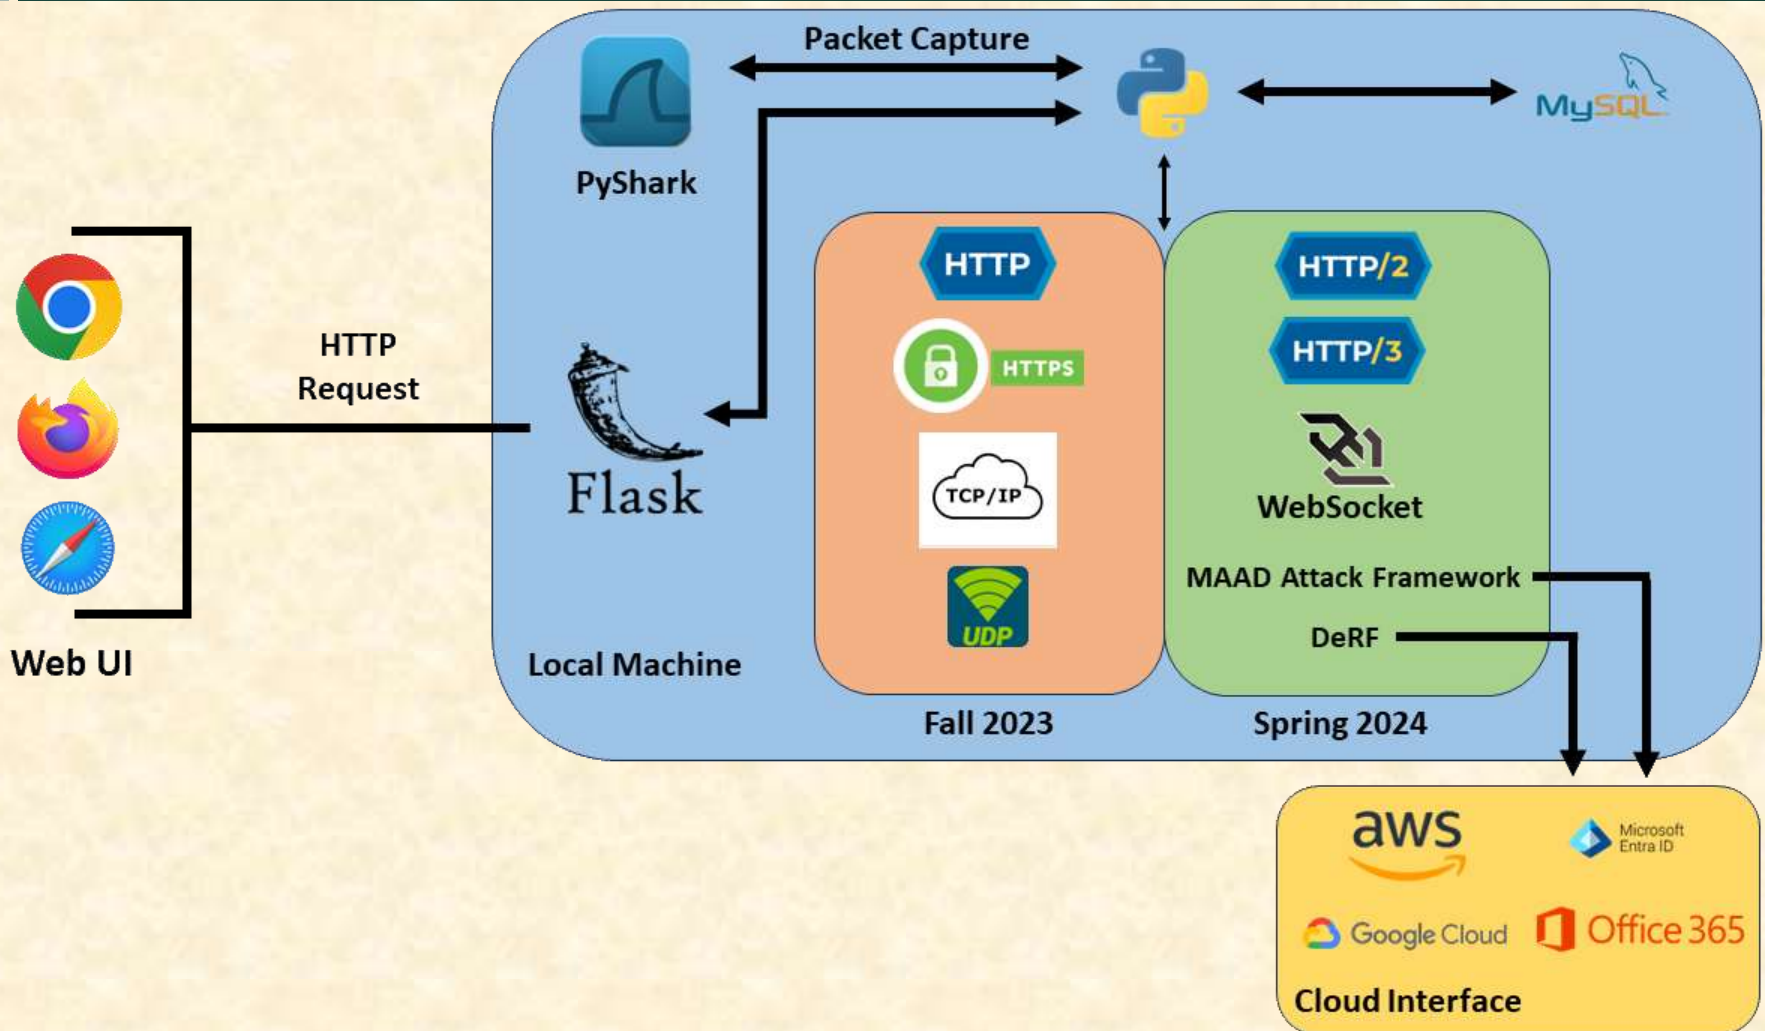 Packet Capture
PyShark
MySQL
HTTP
Request
Flask
Local Machine
Web UI
HTTP
HTTPS
TCP/IP
UDP
Fall 2023
HTTP/2
HTTP/3
WebSocket
MAAD Attack Framework
DeRF
Spring 2024
aws
Microsoft
Entra ID
Google Cloud
Office 365
Cloud Interface